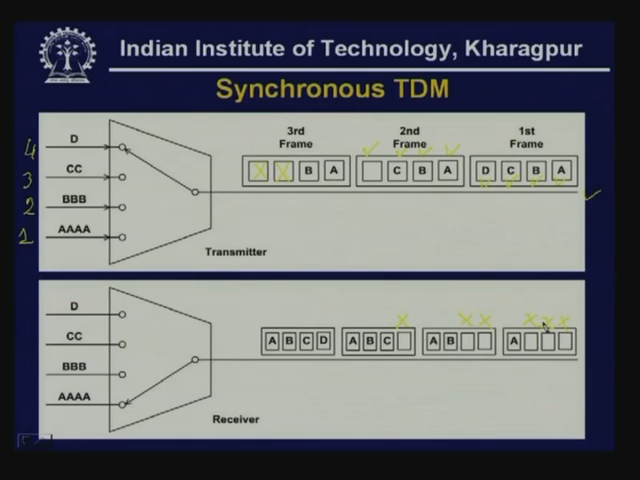 Indian Institute of Technology, Kharagpur
Synchronous TDM
3rd Frame
2nd Frame
1st Frame
4 D
3 CC
2 BBB
1 AAAA
X X B A
C B A
D C B A
Transmitter
D
CC
BBB
AAAA
X X X X X X
A B C D
A B C
A B
A
Receiver